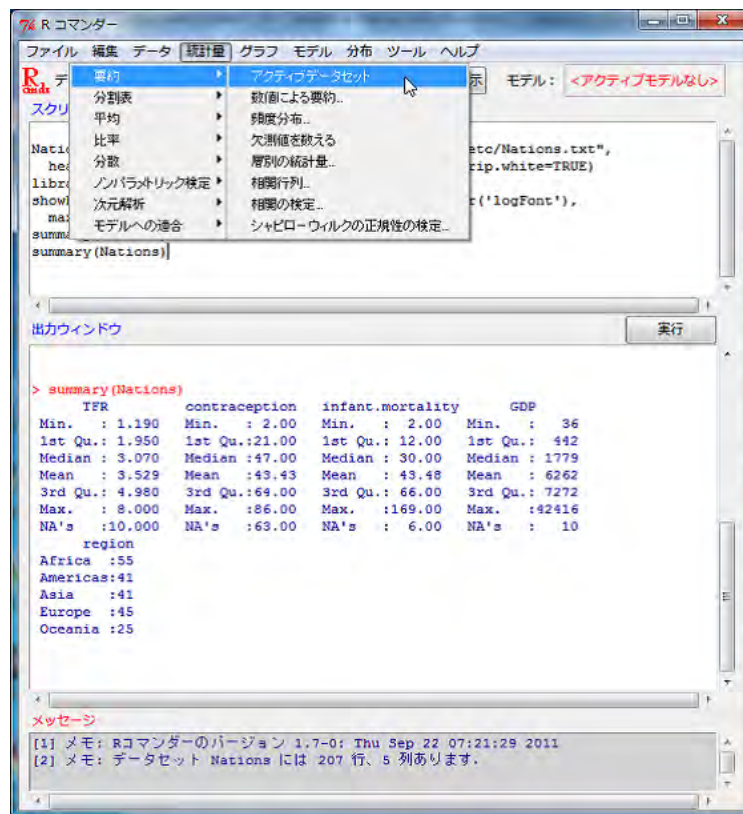 R コマンダー
ファイル 編集 データ 統計量 グラフ モデル 分布 ツール ヘルプ
R デ 示 モデル: <アクティブモデルなし>
cmdr
要約 アクティブデータセット
分割表 数値による要約..
平均 頻度分布..
比率 欠測値を数える
分散 層別の統計量...
ノンパラメトリック検定 相関行列..
次元解析 相関の検定...
モデルへの適合 シャピロ-ウィルクの正規性の検定...
スクリ
Natio etc/Nations.txt",
hea rip.white=TRUE)
libra
showD r('logFont'),
max
summa
summary(Nations)
出力ウィンドウ 実行
> summary(Nations)
TFR contraception infant.mortality GDP
Min. : 1.190 Min. : 2.00 Min. : 2.00 Min. : 36
1st Qu.: 1.950 1st Qu.:21.00 1st Qu.: 12.00 1st Qu.: 442
Median : 3.070 Median :47.00 Median : 30.00 Median : 1779
Mean : 3.529 Mean :43.43 Mean : 43.48 Mean : 6262
3rd Qu.: 4.980 3rd Qu.:64.00 3rd Qu.: 66.00 3rd Qu.: 7272
Max. : 8.000 Max. :86.00 Max. :169.00 Max. :42416
NA's :10.000 NA's :63.00 NA's : 6.00 NA's : 10
region
Africa :55
Americas:41
Asia :41
Europe :45
Oceania :25
メッセージ
[1] メモ: Rコマンダーのバージョン 1.7-0: Thu Sep 22 07:21:29 2011
[2] メモ: データセット Nations には 207 行、5 列あります.